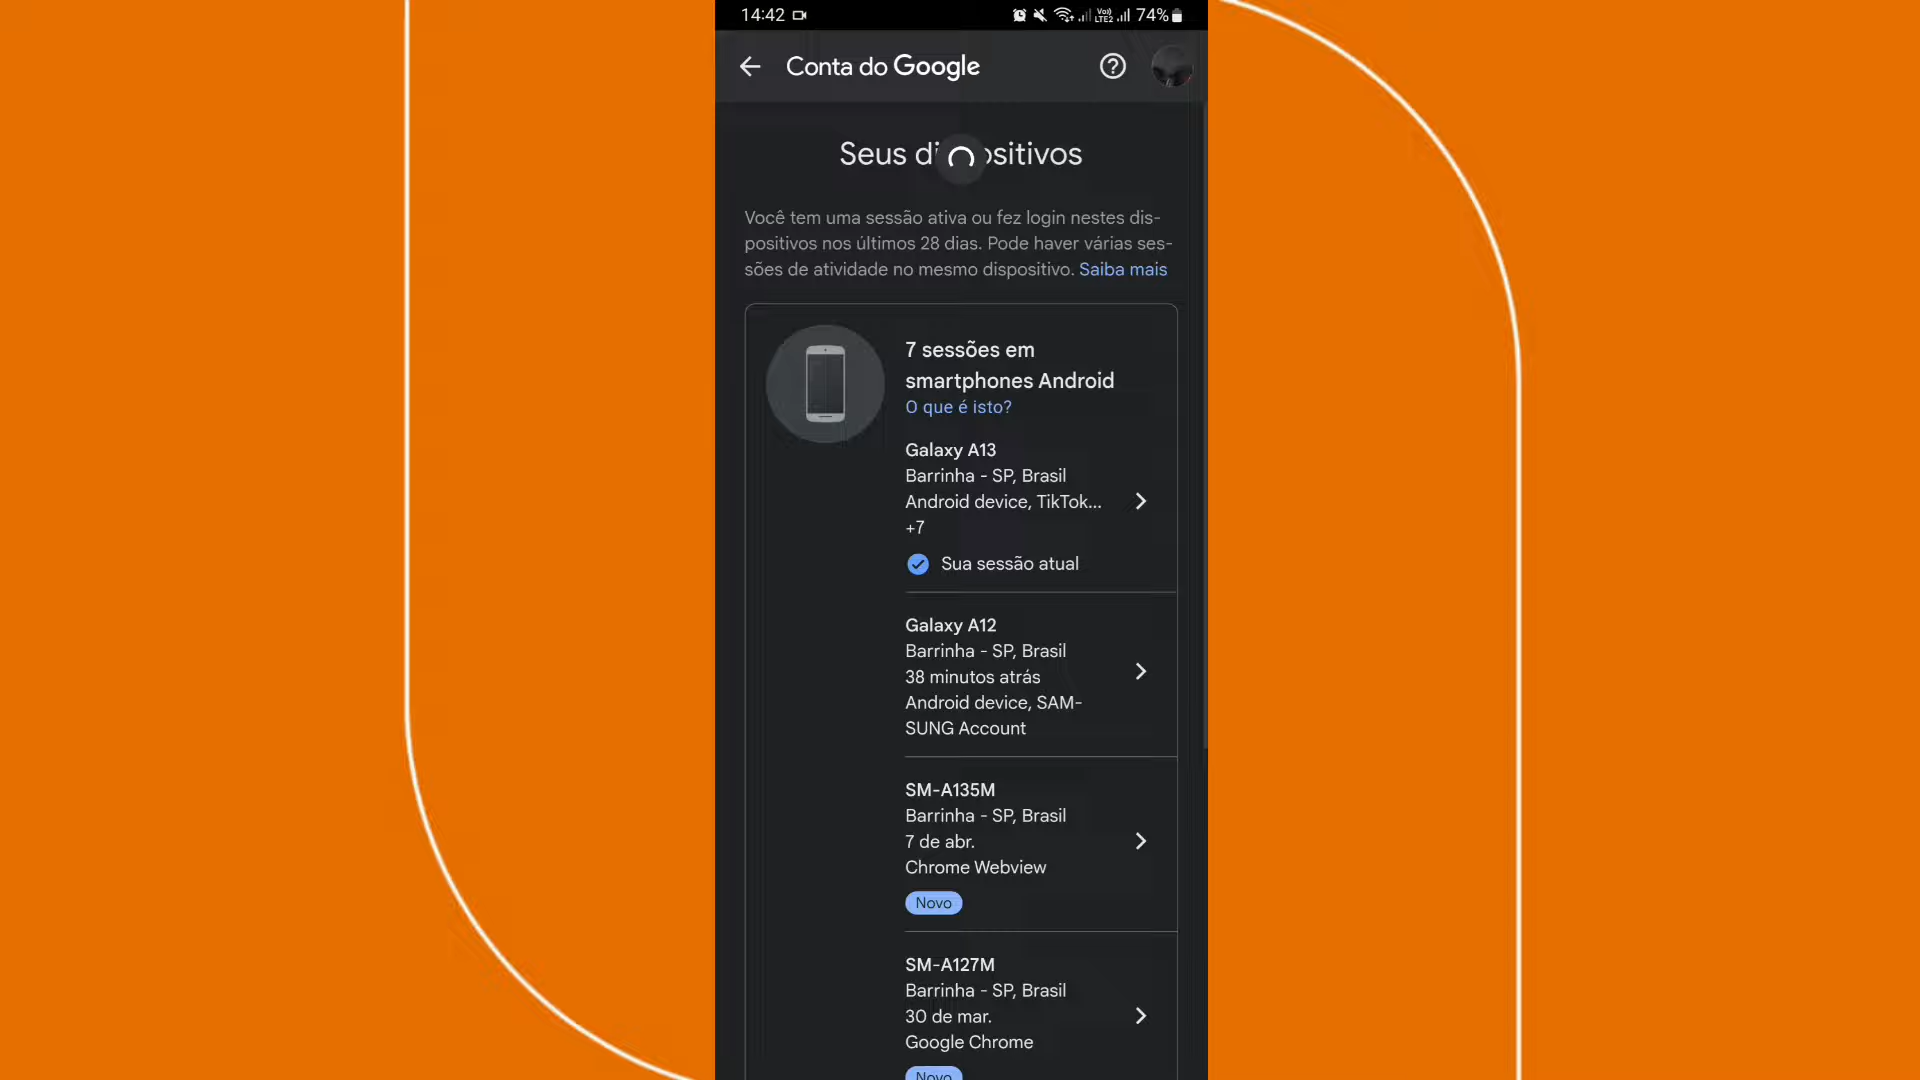 14:42
Vo))
LTE2
74%
Conta do Google
Seus di ositivos
Você tem uma sessão ativa ou fez login nestes dis-
positivos nos últimos 28 dias. Pode haver várias ses-
sões de atividade no mesmo dispositivo. Saiba mais
7 sessões em
smartphones Android
O que é isto?
Galaxy A13
Barrinha - SP, Brasil
Android device, TikTok...
+7
Sua sessão atual
Galaxy A12
Barrinha - SP, Brasil
38 minutos atrás
Android device, SAM-
SUNG Account
SM-A135M
Barrinha - SP, Brasil
7 de abr.
Chrome Webview
Novo
SM-A127M
Barrinha - SP, Brasil
30 de mar.
Google Chrome
Novo